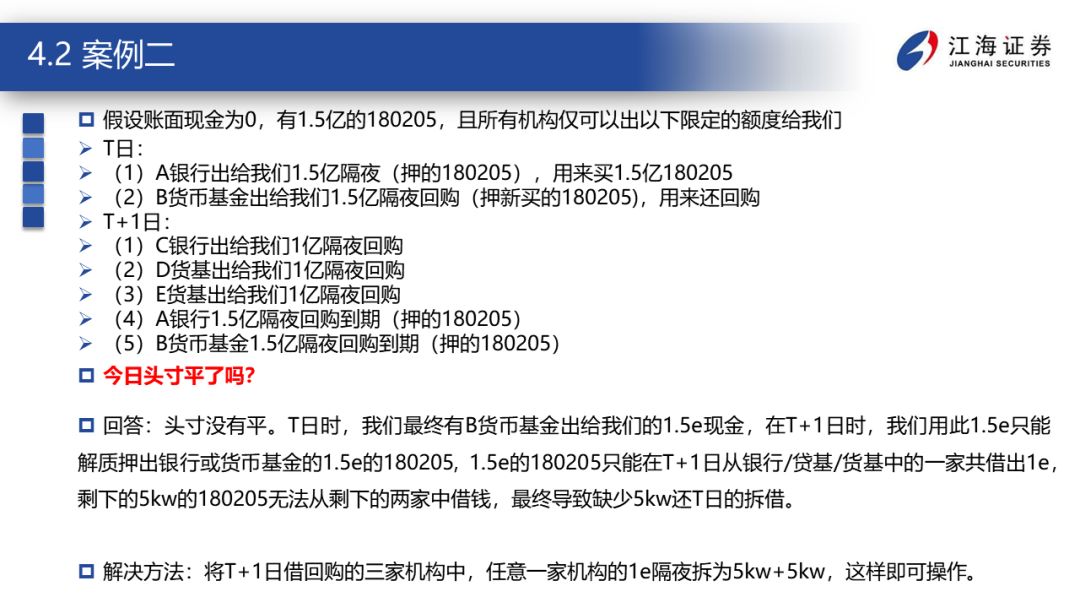 4.2 案例二
江海证券
JIANGHAI SECURITIES
假设账面现金为0，有1.5亿的180205，且所有机构仅可以出以下限定的额度给我们
T日：
（1）A银行出给我们1.5亿隔夜（押的180205），用来买1.5亿180205
（2）B货币基金出给我们1.5亿隔夜回购（押新买的180205)，用来还回购
T+1日：
（1）C银行出给我们1亿隔夜回购
（2）D货基出给我们1亿隔夜回购
（3）E货基出给我们1亿隔夜回购
（4）A银行1.5亿隔夜回购到期（押的180205）
（5）B货币基金1.5亿隔夜回购到期（押的180205）
今日头寸平了吗?
回答：头寸没有平。T日时，我们最终有B货币基金出给我们的1.5e现金，在T+1日时，我们用此1.5e只能
解质押出银行或货币基金的1.5e的180205, 1.5e的180205只能在T+1日从银行/贷基/货基中的一家共借出1e，
剩下的5kw的180205无法从剩下的两家中借钱，最终导致缺少5kw还T日的拆借。
解决方法：将T+1日借回购的三家机构中，任意一家机构的1e隔夜拆为5kw+5kw，这样即可操作。